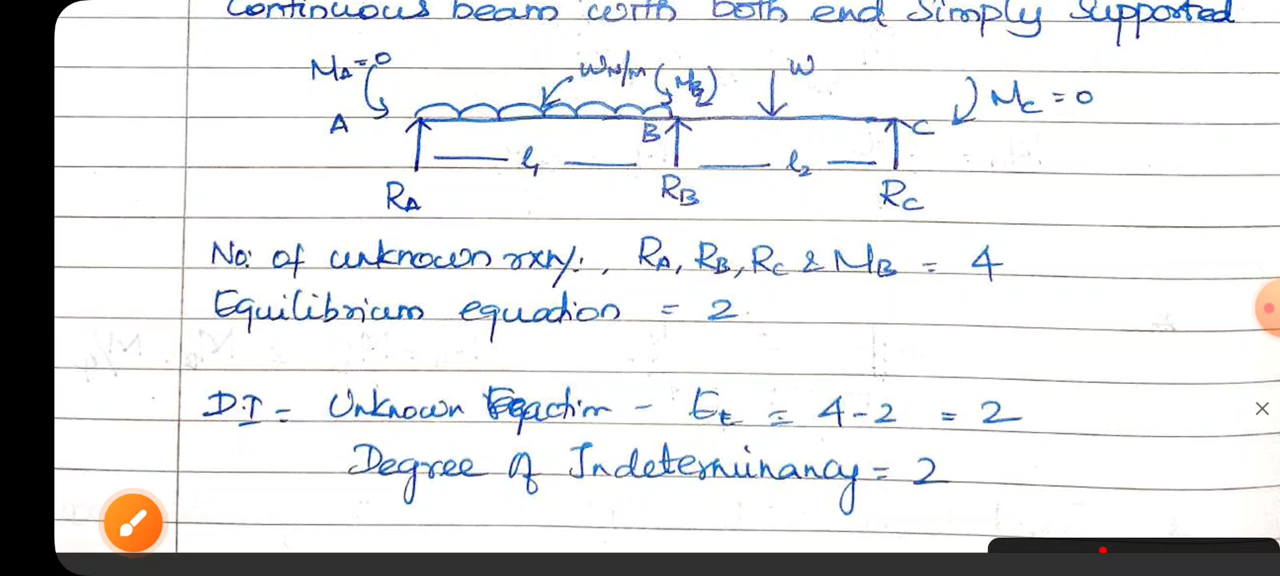 Continuous beam with both end simply supported
MA=0
W N/M
(MB)
W
MC = 0
A
B
C
l1
l2
RA
RB
RC
No: of unknown rxn/: , RA, RB, RC & MB = 4
Equilibrium equation = 2
D.I = Unknown Reaction - Et = 4-2 = 2
Degree of Indeterminancy = 2